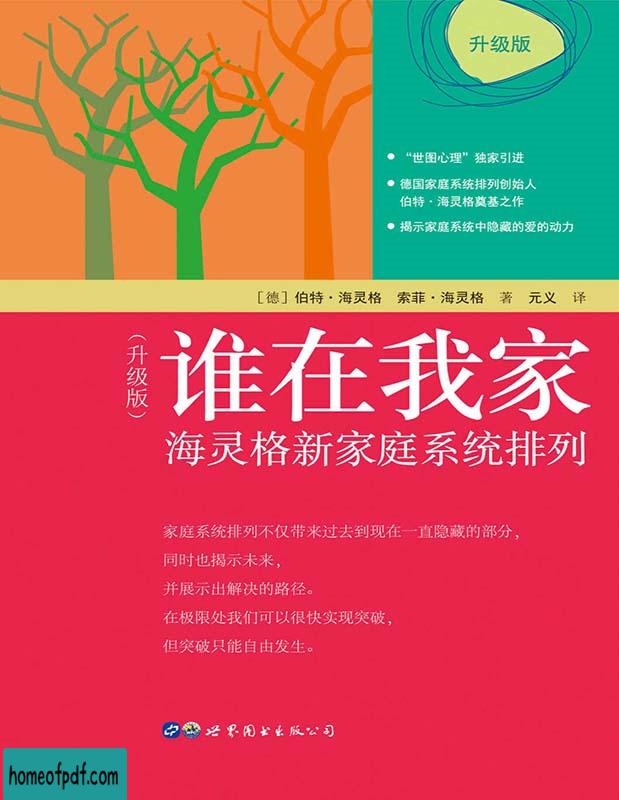 升级版
“世图心理”独家引进
德国家庭系统排列创始人
伯特·海灵格奠基之作
揭示家庭系统中隐藏的爱的动力
［德］伯特·海灵格 索菲·海灵格 著 元义 译
（升级版）
谁在我家
海灵格新家庭系统排列
家庭系统排列不仅带来过去到现在一直隐藏的部分，
同时也揭示未来，
并展示出解决的路径。
在极限处我们可以很快实现突破，
但突破只能自由发生。
世界图书出版公司
homeofpdf.com